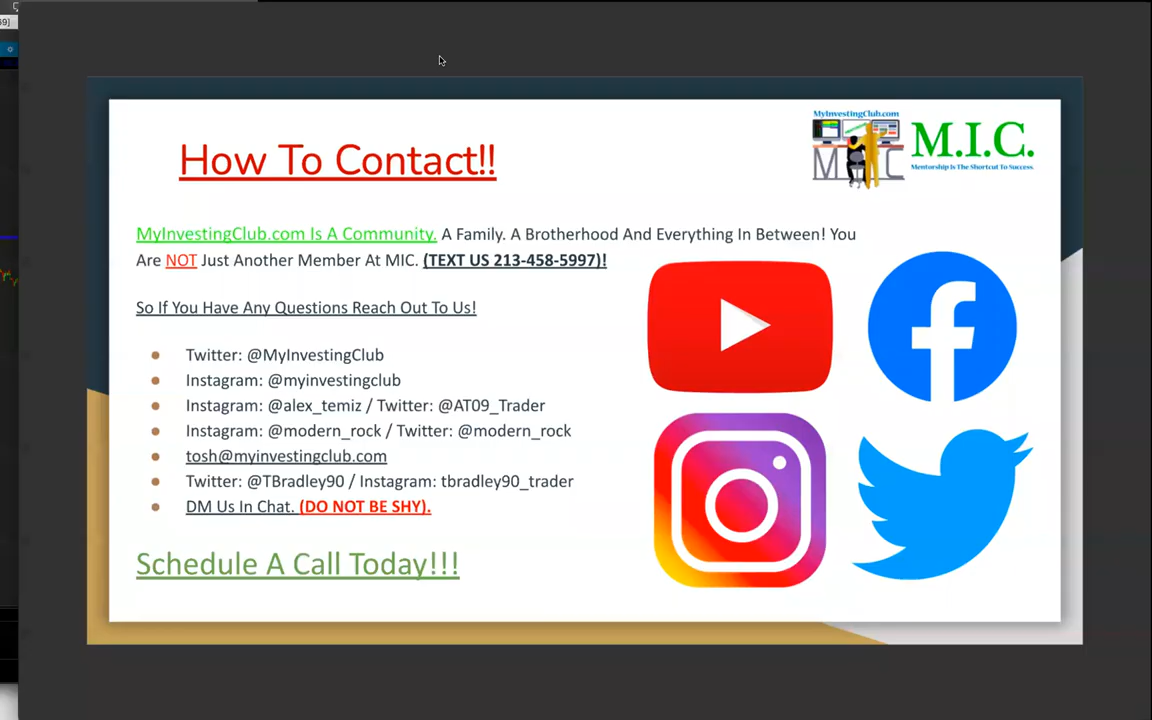 69]
MyInvestingClub.com
M.I.C.
MIC
Mentorship Is The Shortcut To Success
How To Contact!!
MyInvestingClub.com Is A Community. A Family. A Brotherhood And Everything In Between! You
Are NOT Just Another Member At MIC. (TEXT US 213-458-5997)!
So If You Have Any Questions Reach Out To Us!
Twitter: @MyInvestingClub
Instagram: @myinvestingclub
Instagram: @alex_temiz / Twitter: @AT09_Trader
Instagram: @modern_rock / Twitter: @modern_rock
tosh@myinvestingclub.com
Twitter: @TBradley90 / Instagram: tbradley90_trader
DM Us In Chat. (DO NOT BE SHY).
Schedule A Call Today!!!